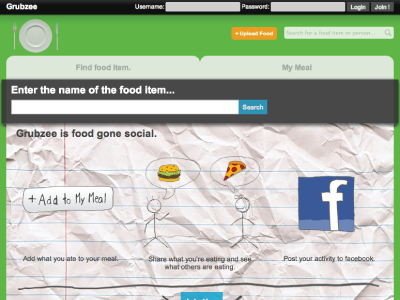 Grubzee
Username: Password: Login Join !
+ Upload Food
Search for a food item or person...
Find food item. My Meal
Enter the name of the food item...
Search
Grubzee is food gone social.
+ Add to My Meal
f
Add what you ate to your meal.
Share what you're eating and see
what others are eating.
Post your activity to facebook.